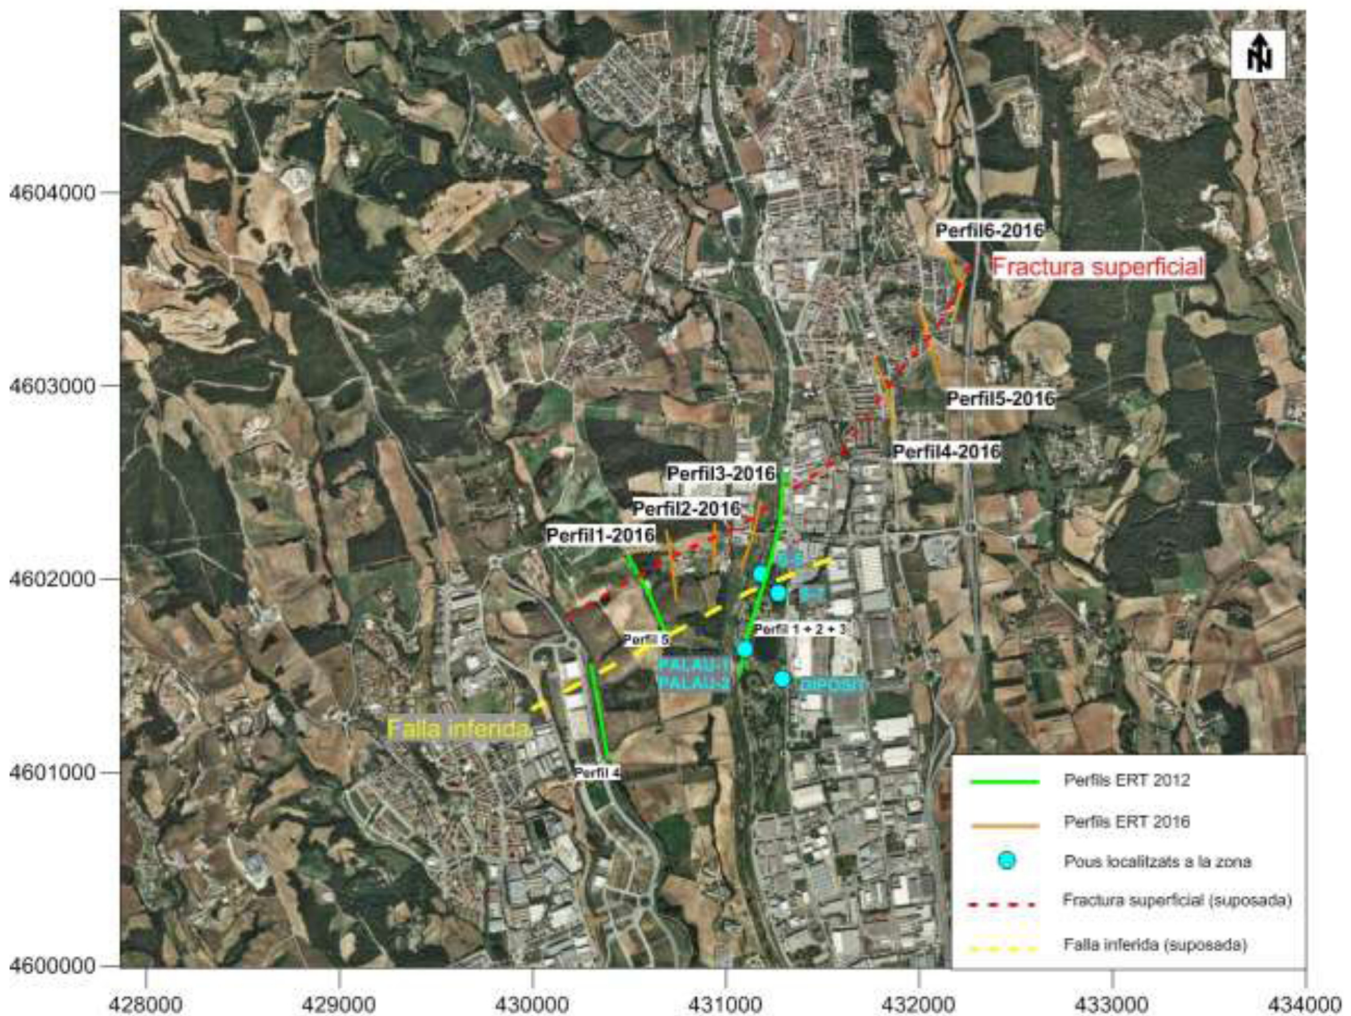 N
4604000
Perfil6-2016
Fractura superficial
4603000
Perfil5-2016
Perfil4-2016
Perfil3-2016
Perfil2-2016
Perfil1-2016
4602000
Perfil 5
Perfil 1 + 2 + 3
PALAU-1
PALAU-2
DIPOSIT
Falla inferida
4601000
Perfil 4
Perfils ERT 2012
Perfils ERT 2016
Pous localitzats a la zona
Fractura superficial (suposada)
Falla inferida (suposada)
4600000
428000
429000
430000
431000
432000
433000
434000